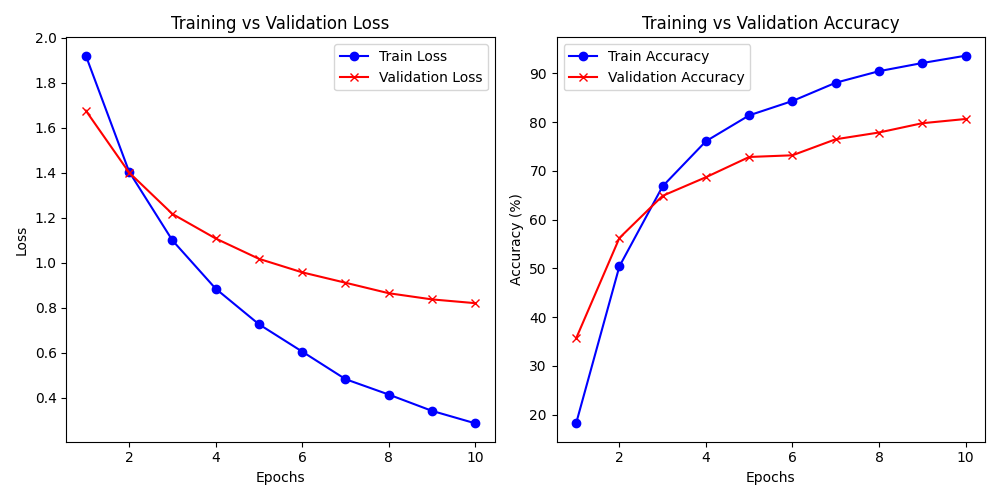 Training vs Validation Loss
Train Loss
Validation Loss
2.0
1.8
1.6
1.4
1.2
1.0
0.8
0.6
0.4
Loss
2 4 6 8 10
Epochs
Training vs Validation Accuracy
Train Accuracy
Validation Accuracy
90
80
70
60
50
40
30
20
Accuracy (%)
2 4 6 8 10
Epochs